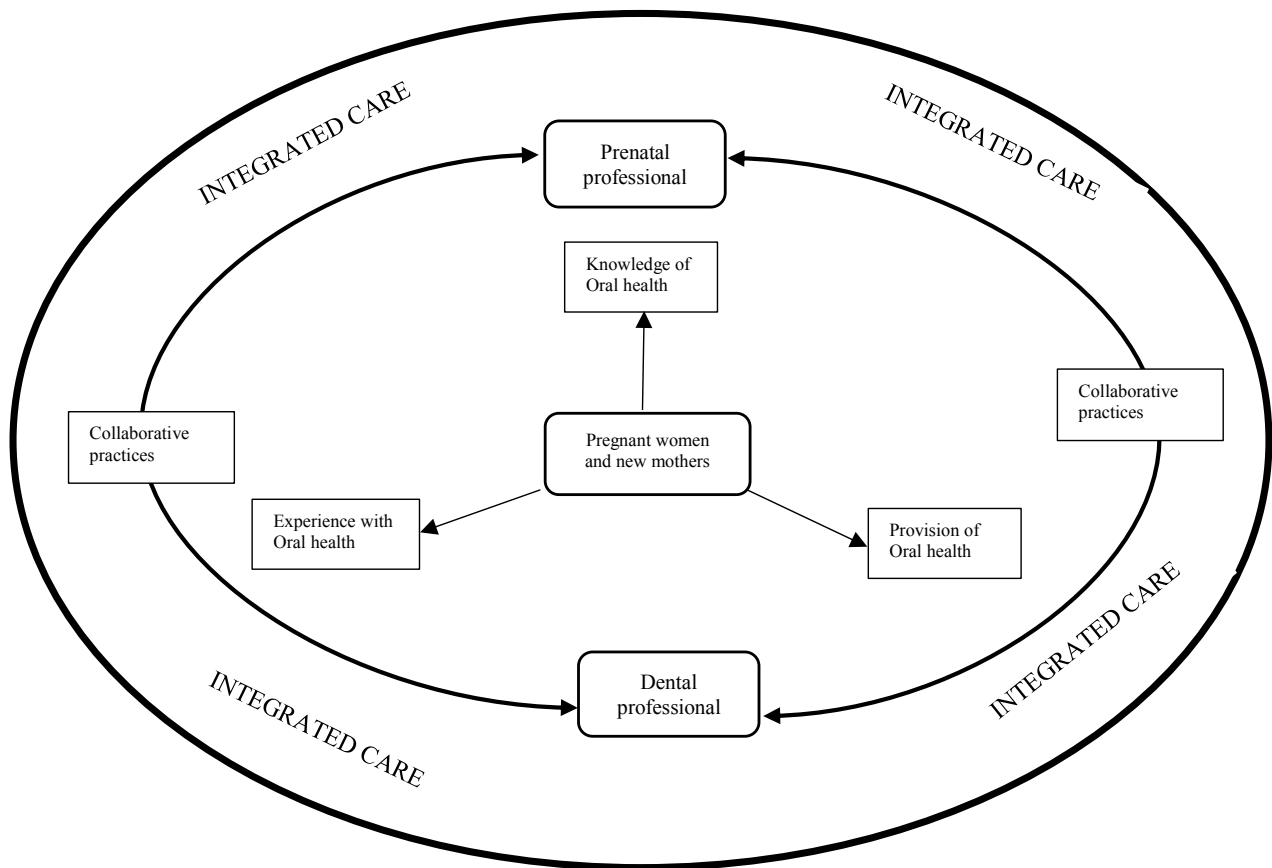 INTEGRATED CARE
INTEGRATED CARE
Prenatal
professional
Knowledge of
Oral health
Collaborative
practices
Collaborative
practices
Pregnant women
and new mothers
Experience with
Oral health
Provision of
Oral health
Dental
professional
INTEGRATED CARE
INTEGRATED CARE